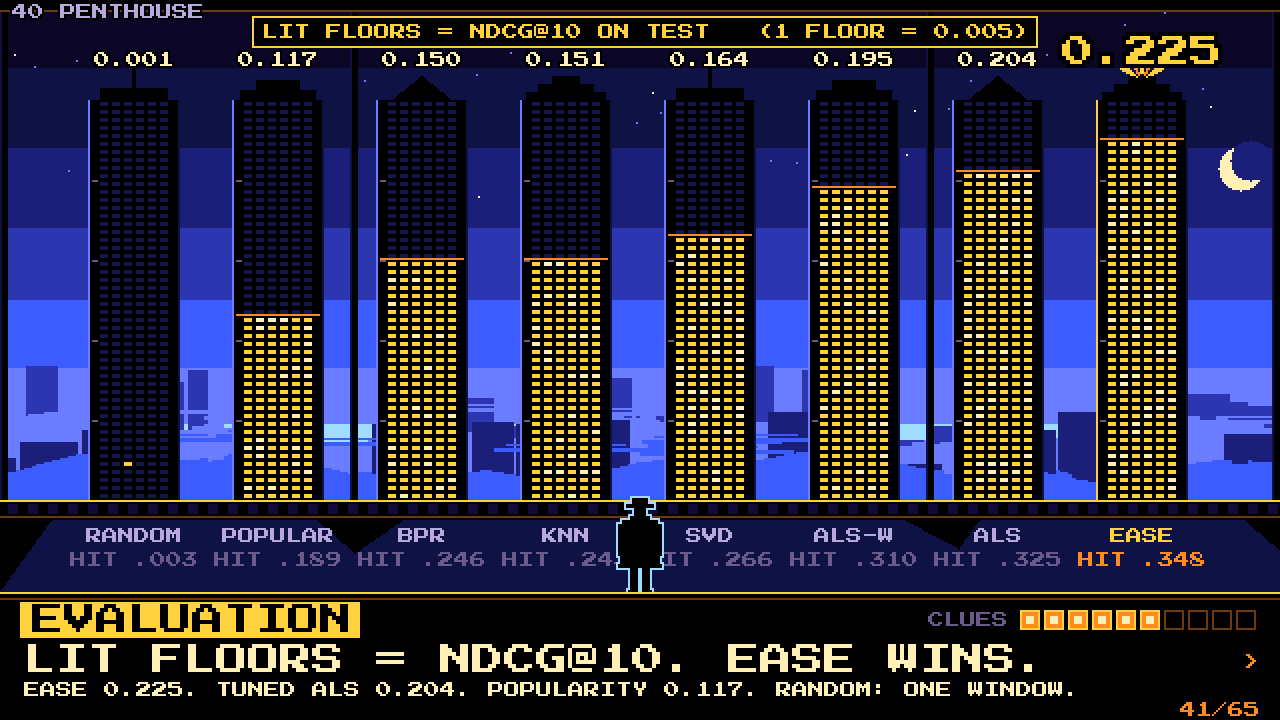 40 PENTHOUSE
LIT FLOORS = NDCG@10 ON TEST (1 FLOOR = 0.005)
0.001 0.117 0.150 0.151 0.164 0.195 0.204 0.225
RANDOM POPULAR BPR KNN SVD ALS-W ALS EASE
HIT .003 HIT .189 HIT .246 HIT .24 IT .266 HIT .310 HIT .325 HIT .348
EVALUATION
CLUES
LIT FLOORS = NDCG@10. EASE WINS.
>
EASE 0.225. TUNED ALS 0.204. POPULARITY 0.117. RANDOM: ONE WINDOW.
41/65